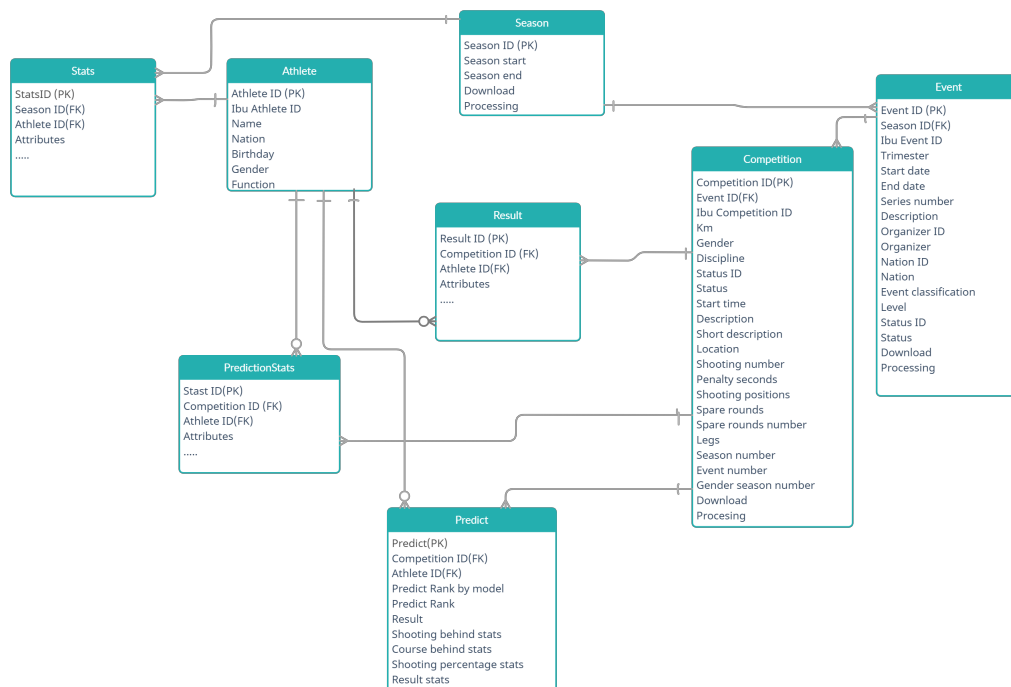 Season
Season ID (PK)
Season start
Season end
Download
Processing
Stats
StatsID (PK)
Season ID(FK)
Athlete ID(FK)
Attributes
.....
Athlete
Athlete ID (PK)
Ibu Athlete ID
Name
Nation
Birthday
Gender
Function
Event
Event ID (PK)
Season ID(FK)
Ibu Event ID
Trimester
Start date
End date
Series number
Description
Organizer ID
Organizer
Nation ID
Nation
Event classification
Level
Status ID
Status
Download
Processing
Competition
Competition ID(PK)
Event ID(FK)
Ibu Competition ID
Km
Gender
Discipline
Status ID
Status
Start time
Description
Short description
Location
Shooting number
Penalty seconds
Shooting positions
Spare rounds
Spare rounds number
Legs
Season number
Event number
Gender season number
Download
Procesing
Result
Result ID (PK)
Competition ID (FK)
Athlete ID(FK)
Attributes
.....
PredictionStats
Stast ID(PK)
Competition ID (FK)
Athlete ID(FK)
Attributes
.....
Predict
Predict(PK)
Competition ID(FK)
Athlete ID(FK)
Predict Rank by model
Predict Rank
Result
Shooting behind stats
Course behind stats
Shooting percentage stats
Result stats